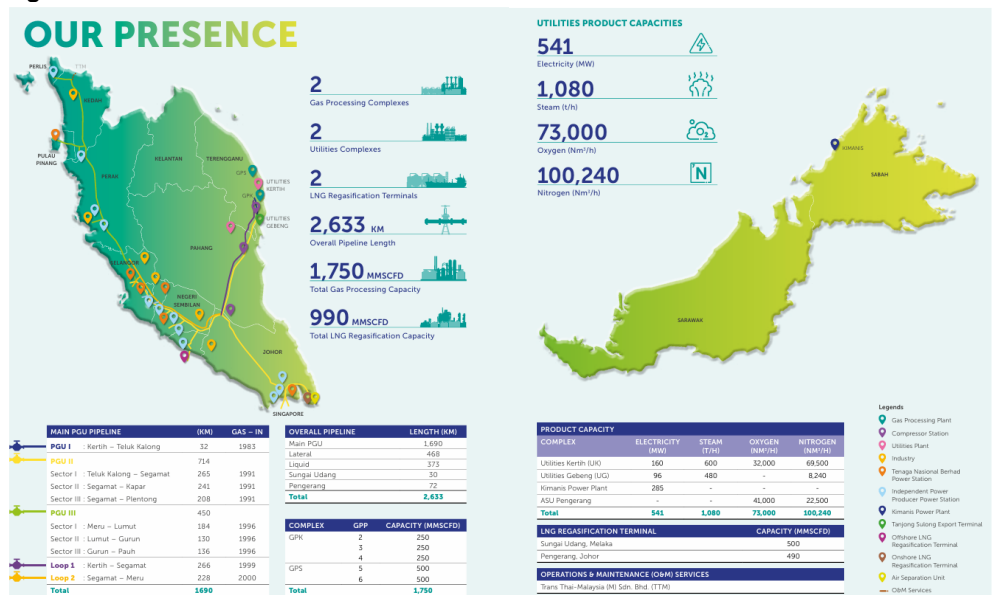 OUR PRESENCE
PERLIS
TTM
KEDAH
PULAU
PINANG
PERAK
KELANTAN
TERENGGANU
GPS
UTILITIES
KERTIH
GPK
UTILITIES
GEBENG
PAHANG
SELANGOR
NEGERI
SEMBILAN
JOHOR
SINGAPORE
2
Gas Processing Complexes
2
Utilities Complexes
2
LNG Regasification Terminals
2,633 KM
Overall Pipeline Length
1,750 MMSCFD
Total Gas Processing Capacity
990 MMSCFD
Total LNG Regasification Capacity
UTILITIES PRODUCT CAPACITIES
541
Electricity (MW)
1,080
Steam (t/h)
73,000
Oxygen (Nm³/h)
O₂
100,240
Nitrogen (Nm³/h)
N
KIMANIS
SABAH
SARAWAK
MAIN PGU PIPELINE (KM) GAS – IN
PGU I : Kertih – Teluk Kalong 32 1983
PGU II 714
Sector I : Teluk Kalong – Segamat 265 1991
Sector II : Segamat – Kapar 241 1991
Sector III : Segamat – Plentong 208 1991
PGU III 450
Sector I : Meru – Lumut 184 1996
Sector II : Lumut – Gurun 130 1996
Sector III : Gurun – Pauh 136 1996
Loop 1 : Kertih – Segamat 266 1999
Loop 2 : Segamat – Meru 228 2000
Total 1690
OVERALL PIPELINE LENGTH (KM)
Main PGU 1,690
Lateral 468
Liquid 373
Sungai Udang 30
Pengerang 72
Total 2,633
COMPLEX GPP CAPACITY (MMSCFD)
GPK 2 250
3 250
4 250
GPS 5 500
6 500
Total 1,750
PRODUCT CAPACITY
COMPLEX ELECTRICITY (MW) STEAM (T/H) OXYGEN (NM³/H) NITROGEN (NM³/H)
Utilities Kertih (UK) 160 600 32,000 69,500
Utilities Gebeng (UG) 96 480 - 8,240
Kimanis Power Plant 285 - - -
ASU Pengerang - - 41,000 22,500
Total 541 1,080 73,000 100,240
LNG REGASIFICATION TERMINAL CAPACITY (MMSCFD)
Sungai Udang, Melaka 500
Pengerang, Johor 490
OPERATIONS & MAINTENANCE (O&M) SERVICES
Trans Thai-Malaysia (M) Sdn. Bhd. (TTM)
Legends
Gas Processing Plant
Compressor Station
Utilities Plant
Industry
Tenaga Nasional Berhad
Power Station
Independent Power
Producer Power Station
Kimanis Power Plant
Tanjong Sulong Export Terminal
Offshore LNG
Regasification Terminal
Onshore LNG
Regasification Terminal
Air Separation Unit
O&M Services